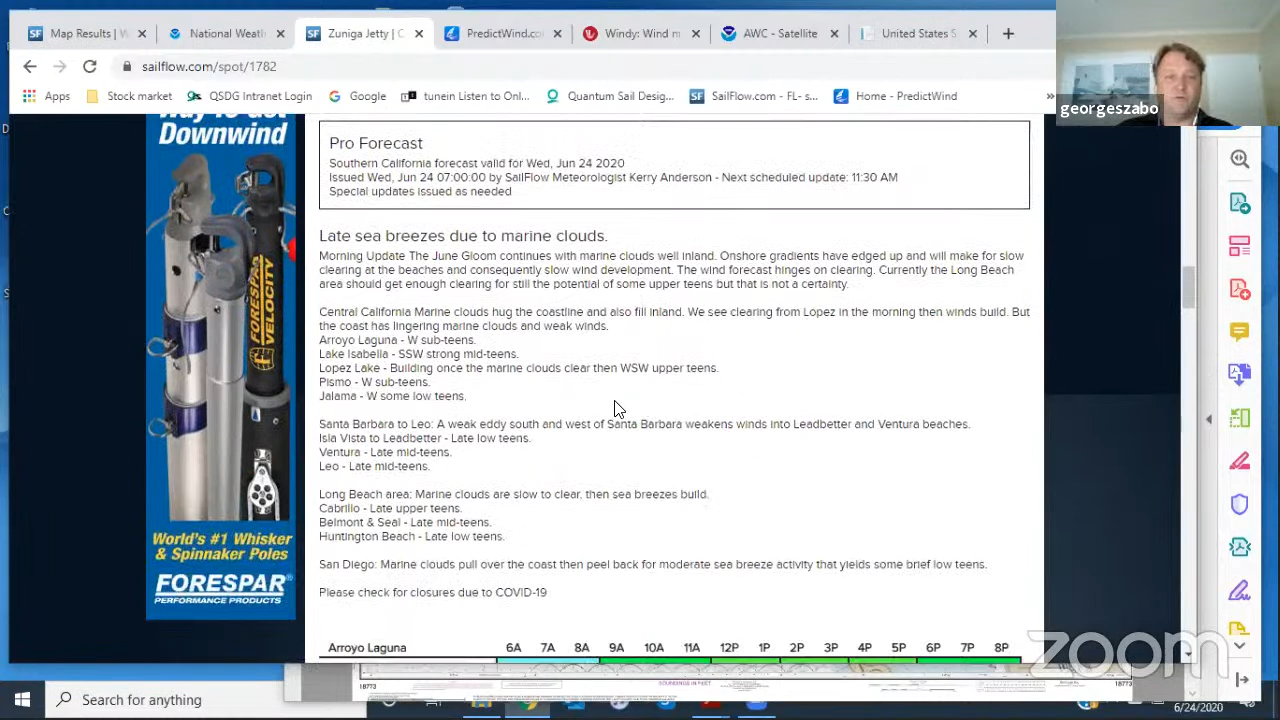 Map Results | W
National Weath
Zuniga Jetty | C
PredictWind.co
Windy: Wind m
AWC - Satellite
United States S
sailflow.com/spot/1782
Apps
Stock market
QSDG Intranet Login
Google
tunein Listen to Onl...
Quantum Sail Desig...
SailFlow.com - FL- s...
Home - PredictWind
»
georgeszabo
Downwind
FORESPAR
VELOCITY
World's #1 Whisker
& Spinnaker Poles
FORESPAR®
PERFORMANCE PRODUCTS
Pro Forecast
Southern California forecast valid for Wed, Jun 24 2020
Issued Wed, Jun 24 07:00:00 by SailFlow Meteorologist Kerry Anderson - Next scheduled update: 11:30 AM
Special updates issued as needed
Late sea breezes due to marine clouds.
Morning Update The June Gloom continues with marine clouds well inland. Onshore gradients have edged up and will make for slow
clearing at the beaches and consequently slow wind development. The wind forecast hinges on clearing. Currently the Long Beach
area should get enough clearing for still the potential of some upper teens but that is not a certainty.
Central California Marine clouds hug the coastline and also fill inland. We see clearing from Lopez in the morning then winds build. But
the coast has lingering marine clouds and weak winds.
Arroyo Laguna - W sub-teens.
Lake Isabella - SSW strong mid-teens.
Lopez Lake - Building once the marine clouds clear then WSW upper teens.
Pismo - W sub-teens.
Jalama - W some low teens.
Santa Barbara to Leo: A weak eddy south and west of Santa Barbara weakens winds into Leadbetter and Ventura beaches.
Isla Vista to Leadbetter - Late low teens.
Ventura - Late mid-teens.
Leo - Late mid-teens.
Long Beach area: Marine clouds are slow to clear, then sea breezes build.
Cabrillo - Late upper teens.
Belmont & Seal - Late mid-teens.
Huntington Beach - Late low teens.
San Diego: Marine clouds pull over the coast then peel back for moderate sea breeze activity that yields some brief low teens.
Please check for closures due to COVID-19
Arroyo Laguna 6A 7A 8A 9A 10A 11A 12P 1P 2P 3P 4P 5P 6P 7P 8P
zoom
18773
SOUNDINGS IN FEET
18773
Search for anything
6/24/2020